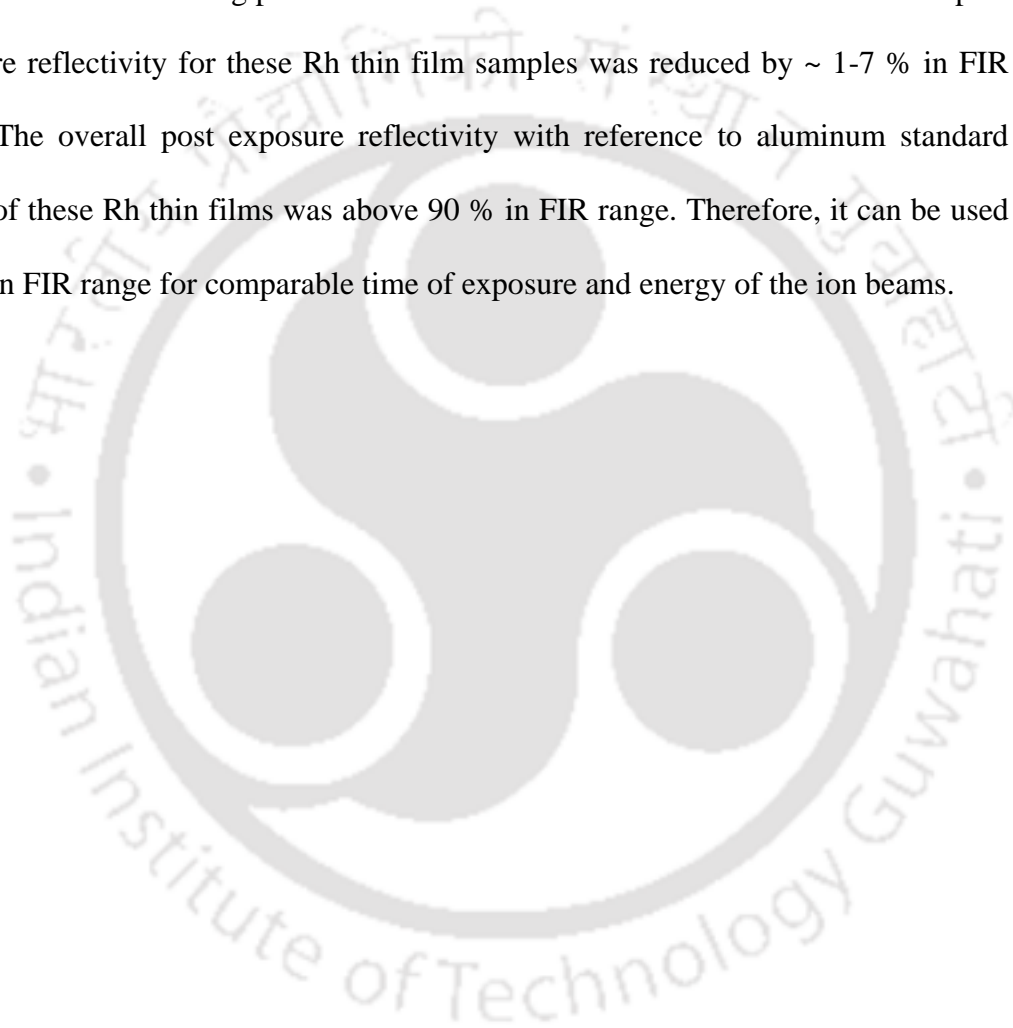 re reflectivity for these Rh thin film samples was reduced by ~ 1-7 % in FIR
The overall post exposure reflectivity with reference to aluminum standard
of these Rh thin films was above 90 % in FIR range. Therefore, it can be used
n FIR range for comparable time of exposure and energy of the ion beams.
भारतीय प्रौद्योगिकी संस्थान गुवाहाटी
Indian Institute of Technology Guwahati